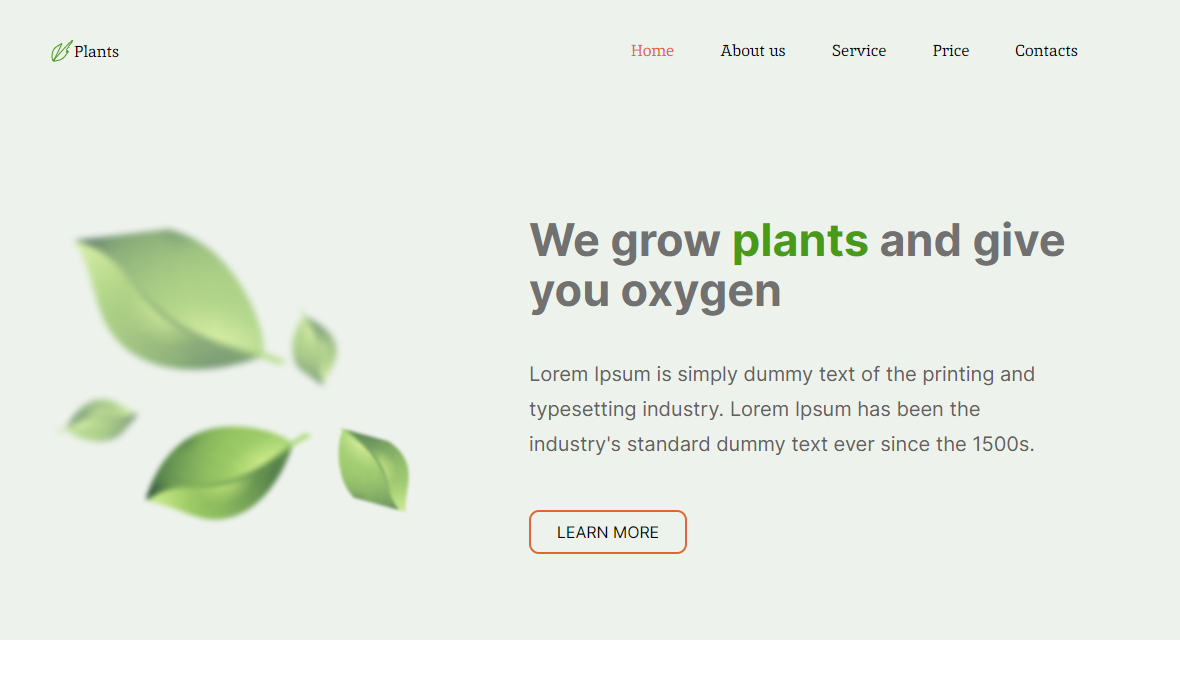 Plants
Home About us Service Price Contacts
We grow plants and give
you oxygen
Lorem Ipsum is simply dummy text of the printing and
typesetting industry. Lorem Ipsum has been the
industry's standard dummy text ever since the 1500s.
LEARN MORE